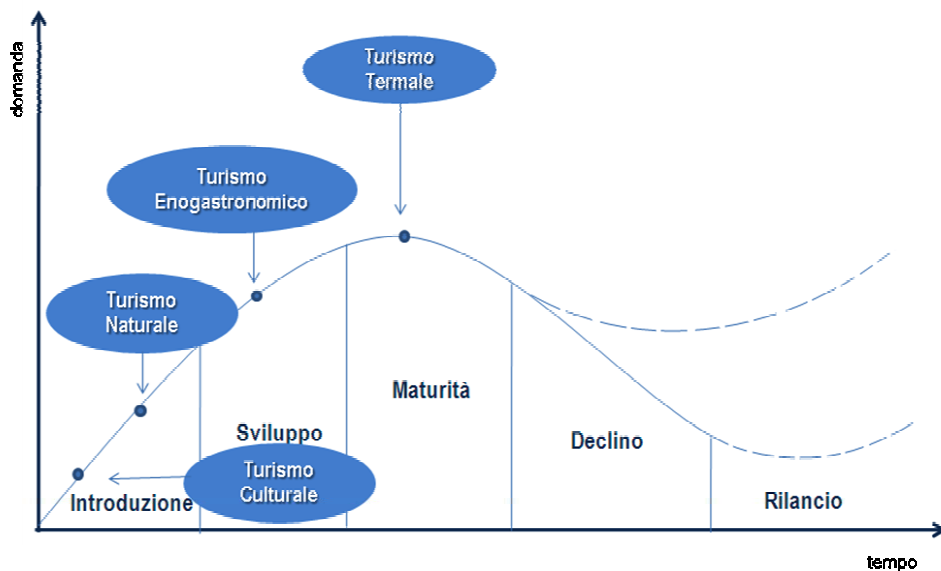 domanda
Turismo
Termale
Turismo
Enogastronomico
Turismo
Naturale
Maturità
Sviluppo
Declino
Turismo
Culturale
Introduzione
Rilancio
tempo